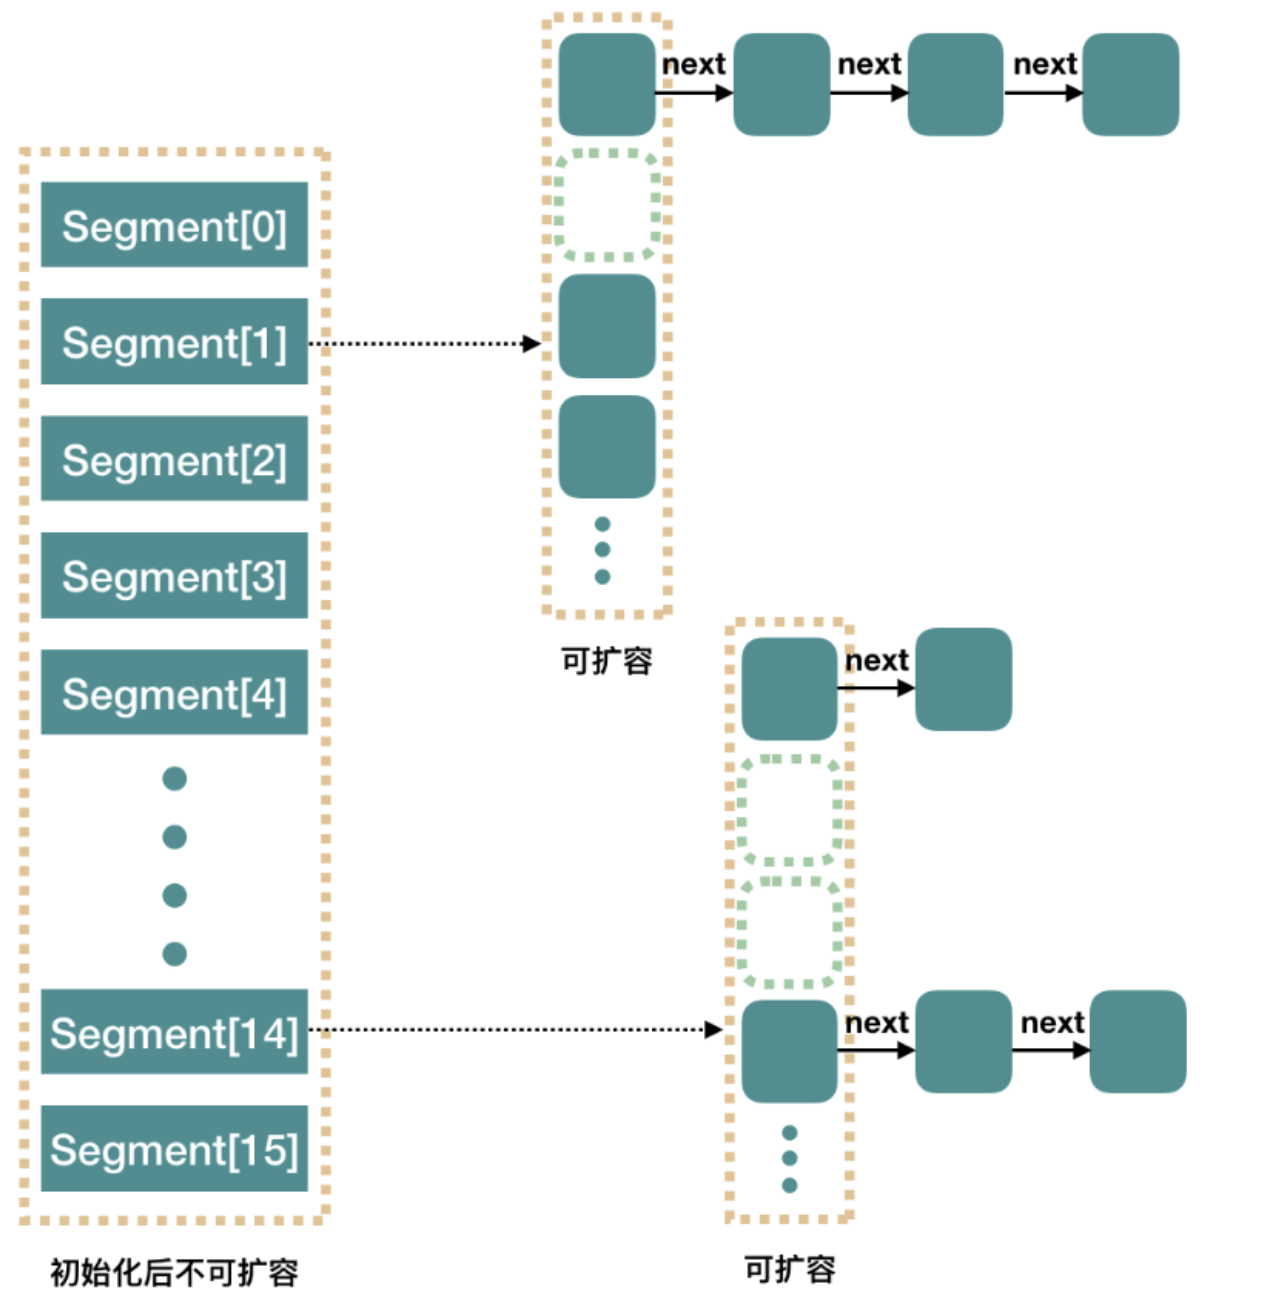 next next next
Segment[0]
Segment[1]
Segment[2]
Segment[3]
可扩容
next
Segment[4]
Segment[14]
next next
Segment[15]
初始化后不可扩容
可扩容